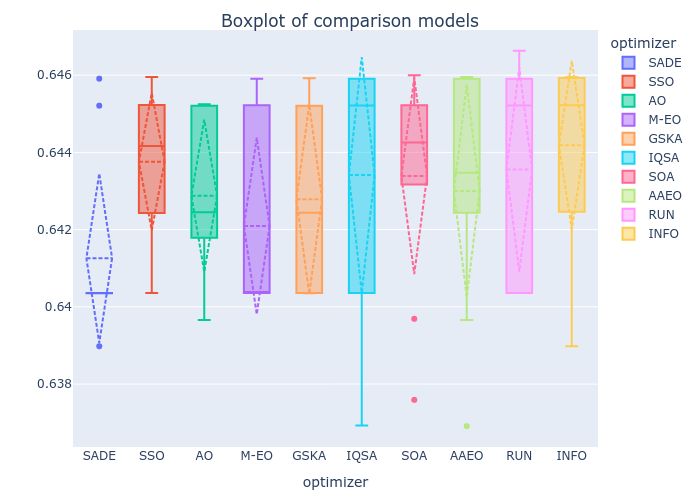 Boxplot of comparison models
optimizer
SADE
SSO
AO
M-EO
GSKA
IQSA
SOA
AAEO
RUN
INFO
0.646
0.644
0.642
0.64
0.638
SADE SSO AO M-EO GSKA IQSA SOA AAEO RUN INFO
optimizer